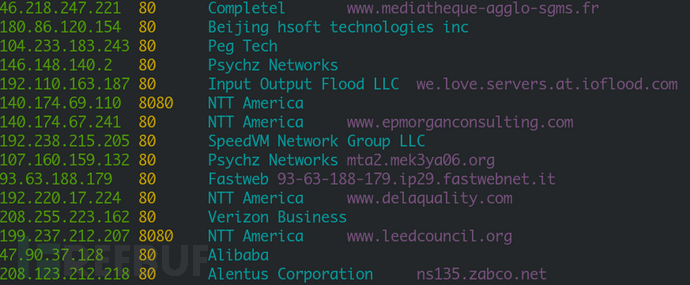 46.218.247.221 80 Completel www.mediatheque-agglo-sgms.fr
180.86.120.154 80 Beijing hsoft technologies inc
104.233.183.243 80 Peg Tech
146.148.140.2 80 Psychz Networks
192.110.163.187 80 Input Output Flood LLC we.love.servers.at.ioflood.com
140.174.69.110 8080 NTT America
140.174.67.241 80 NTT America www.epmorganconsulting.com
192.238.215.205 80 SpeedVM Network Group LLC
107.160.159.132 80 Psychz Networks mta2.mek3ya06.org
93.63.188.179 80 Fastweb 93-63-188-179.ip29.fastwebnet.it
192.220.17.224 80 NTT America www.delaquality.com
208.255.223.162 80 Verizon Business
199.237.212.207 8080 NTT America www.leedcouncil.org
47.90.37.128 80 Alibaba
208.123.212.218 80 Alentus Corporation ns135.zabco.net